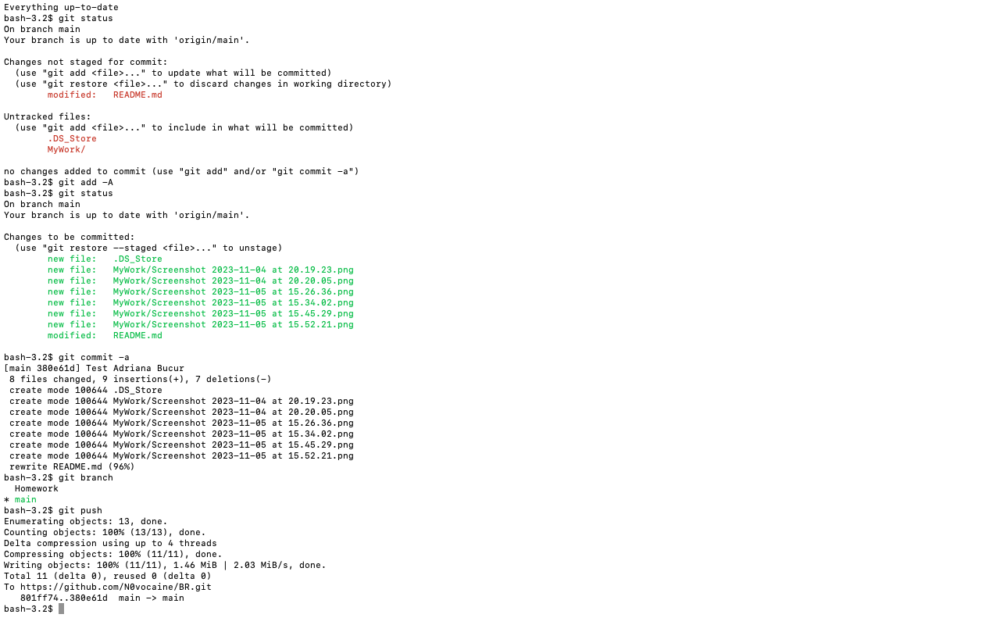 Everything up-to-date
bash-3.2$ git status
On branch main
Your branch is up to date with 'origin/main'.

Changes not staged for commit:
  (use "git add <file>..." to update what will be committed)
  (use "git restore <file>..." to discard changes in working directory)
        modified:   README.md

Untracked files:
  (use "git add <file>..." to include in what will be committed)
        .DS_Store
        MyWork/

no changes added to commit (use "git add" and/or "git commit -a")
bash-3.2$ git add -A
bash-3.2$ git status
On branch main
Your branch is up to date with 'origin/main'.

Changes to be committed:
  (use "git restore --staged <file>..." to unstage)
        new file:   .DS_Store
        new file:   MyWork/Screenshot 2023-11-04 at 20.19.23.png
        new file:   MyWork/Screenshot 2023-11-04 at 20.20.05.png
        new file:   MyWork/Screenshot 2023-11-05 at 15.26.36.png
        new file:   MyWork/Screenshot 2023-11-05 at 15.34.02.png
        new file:   MyWork/Screenshot 2023-11-05 at 15.45.29.png
        new file:   MyWork/Screenshot 2023-11-05 at 15.52.21.png
        modified:   README.md

bash-3.2$ git commit -a
[main 380e61d] Test Adriana Bucur
 8 files changed, 9 insertions(+), 7 deletions(-)
 create mode 100644 .DS_Store
 create mode 100644 MyWork/Screenshot 2023-11-04 at 20.19.23.png
 create mode 100644 MyWork/Screenshot 2023-11-04 at 20.20.05.png
 create mode 100644 MyWork/Screenshot 2023-11-05 at 15.26.36.png
 create mode 100644 MyWork/Screenshot 2023-11-05 at 15.34.02.png
 create mode 100644 MyWork/Screenshot 2023-11-05 at 15.45.29.png
 create mode 100644 MyWork/Screenshot 2023-11-05 at 15.52.21.png
 rewrite README.md (96%)
bash-3.2$ git branch
  Homework
* main
bash-3.2$ git push
Enumerating objects: 13, done.
Counting objects: 100% (13/13), done.
Delta compression using up to 4 threads
Compressing objects: 100% (11/11), done.
Writing objects: 100% (11/11), 1.46 MiB | 2.03 MiB/s, done.
Total 11 (delta 0), reused 0 (delta 0)
To https://github.com/N0vocaine/BR.git
   801ff74..380e61d  main -> main
bash-3.2$